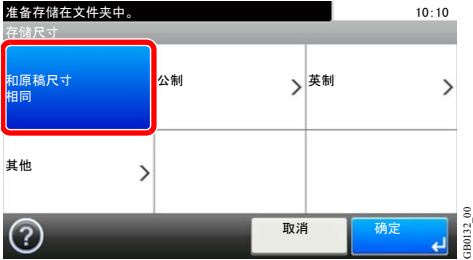 准备存储在文件夹中。 10:10
存储尺寸
和原稿尺寸
相同
公制
英制
其他
取消
确定
GB0132_00